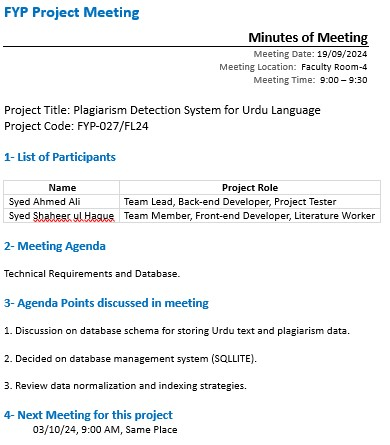 FYP Project Meeting
Minutes of Meeting
Meeting Date: 19/09/2024
Meeting Location: Faculty Room-4
Meeting Time: 9:00 – 9:30
Project Title: Plagiarism Detection System for Urdu Language
Project Code: FYP-027/FL24
1- List of Participants
Name Project Role
Syed Ahmed Ali Team Lead, Back-end Developer, Project Tester
Syed Shaheer ul Haque Team Member, Front-end Developer, Literature Worker
2- Meeting Agenda
Technical Requirements and Database.
3- Agenda Points discussed in meeting
1. Discussion on database schema for storing Urdu text and plagiarism data.
2. Decided on database management system (SQLLITE).
3. Review data normalization and indexing strategies.
4- Next Meeting for this project
03/10/24, 9:00 AM, Same Place